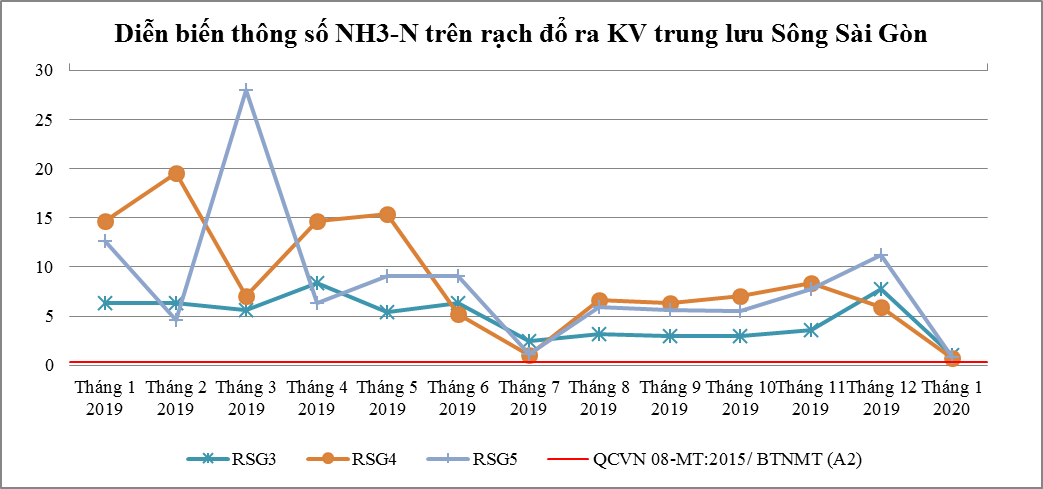 Diễn biến thông số NH3-N trên rạch đổ ra KV trung lưu Sông Sài Gòn
30
25
20
15
10
5
0
Tháng 1 Tháng 2 Tháng 3 Tháng 4 Tháng 5 Tháng 6 Tháng 7 Tháng 8 Tháng 9 Tháng 10 Tháng 11 Tháng 12 Tháng 1
2019 2019 2019 2019 2019 2019 2019 2019 2019 2019 2019 2019 2020
RSG3 RSG4 RSG5 QCVN 08-MT:2015/ BTNMT (A2)